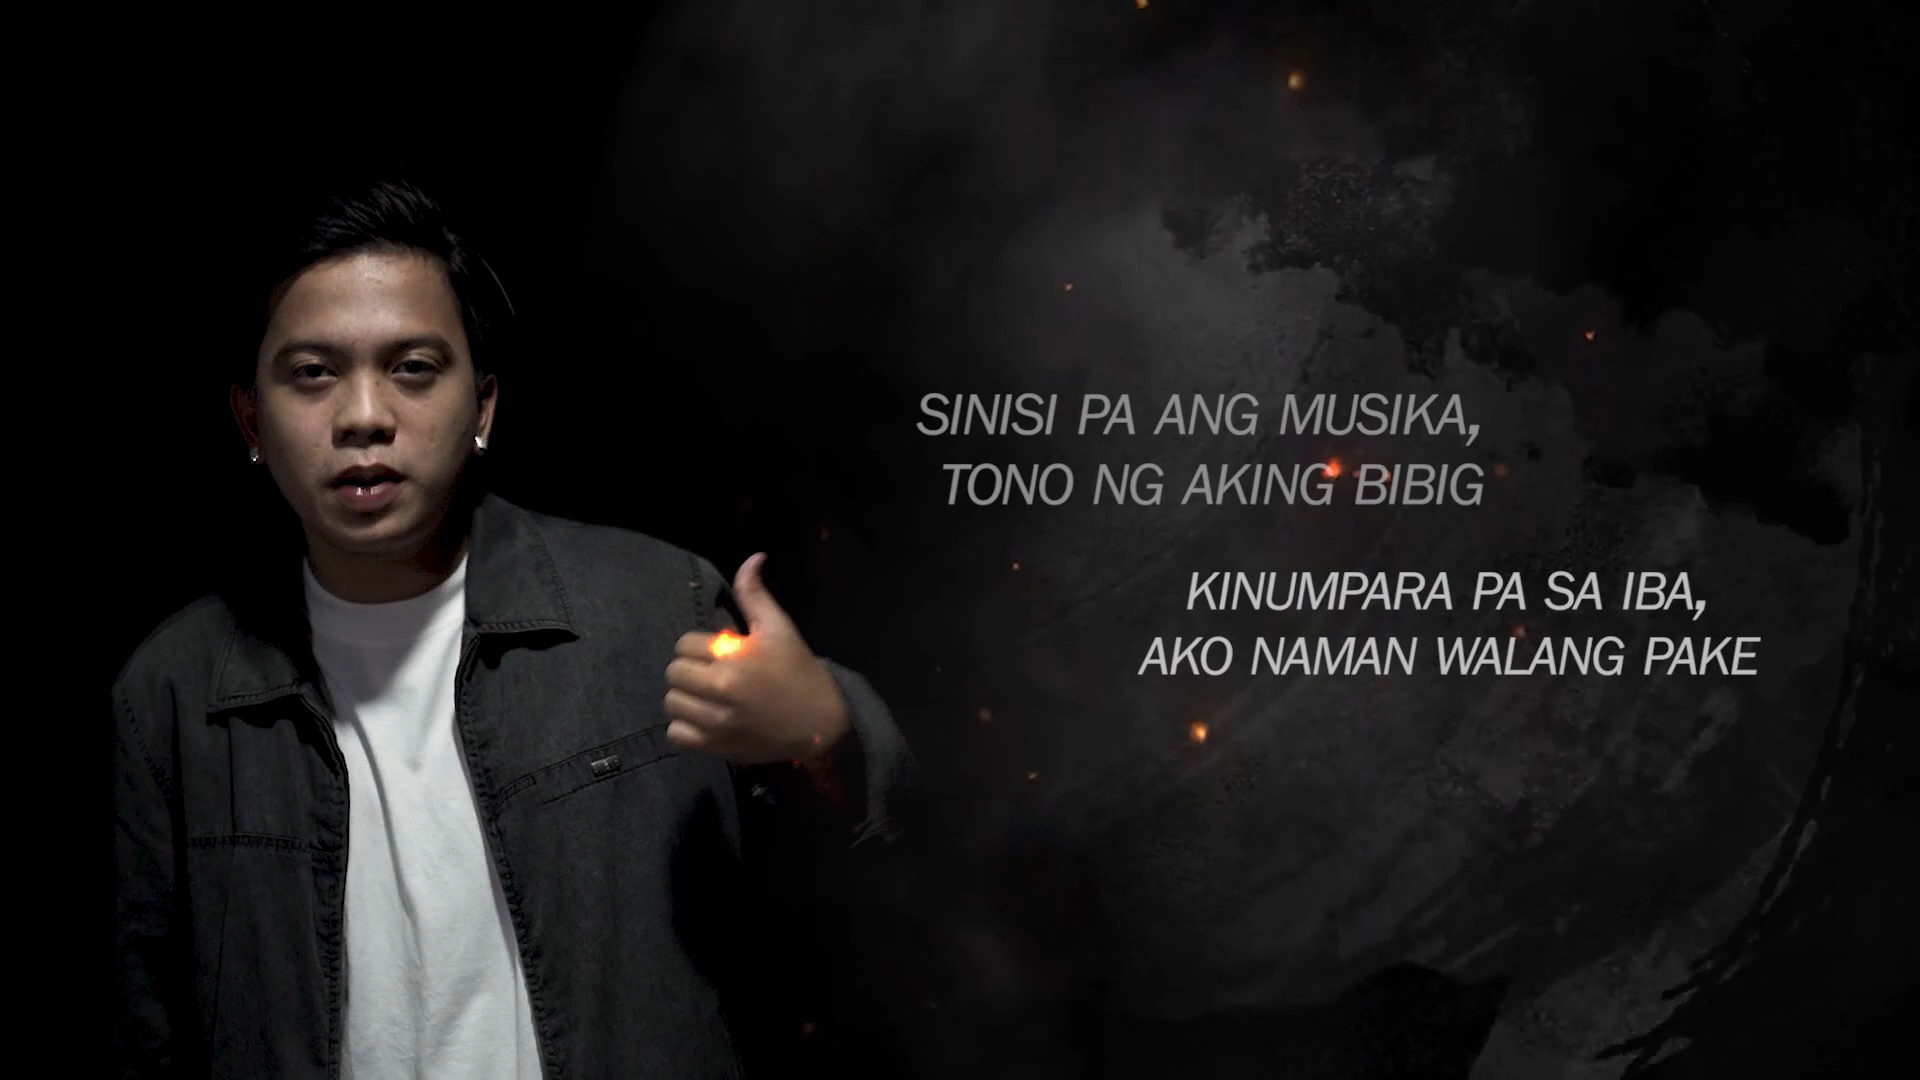 SINISI PA ANG MUSIKA,
TONO NG AKING BIBIG
KINUMPARA PA SA IBA,
AKO NAMAN WALANG PAKE